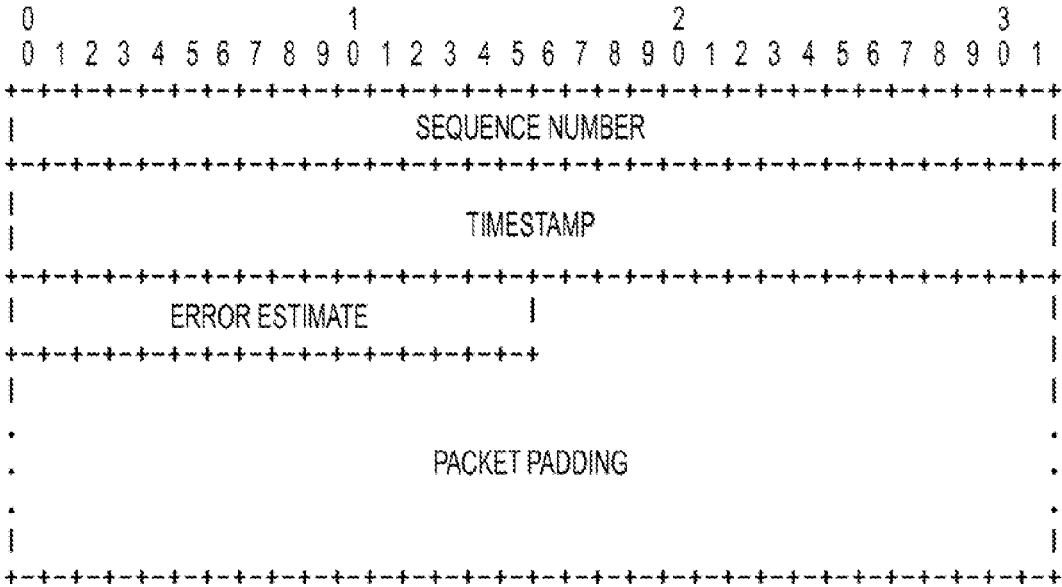 0 1 2 3
0 1 2 3 4 5 6 7 8 9 0 1 2 3 4 5 6 7 8 9 0 1 2 3 4 5 6 7 8 9 0 1
+-+-+-+-+-+-+-+-+-+-+-+-+-+-+-+-+-+-+-+-+-+-+-+-+-+-+-+-+-+-+-+-+
| SEQUENCE NUMBER |
+-+-+-+-+-+-+-+-+-+-+-+-+-+-+-+-+-+-+-+-+-+-+-+-+-+-+-+-+-+-+-+-+
| TIMESTAMP |
+-+-+-+-+-+-+-+-+-+-+-+-+-+-+-+-+-+-+-+-+-+-+-+-+-+-+-+-+-+-+-+-+
| ERROR ESTIMATE | |
+-+-+-+-+-+-+-+-+-+-+-+-+-+-+-+-+ |
| |
. .
. PACKET PADDING .
. .
| |
+-+-+-+-+-+-+-+-+-+-+-+-+-+-+-+-+-+-+-+-+-+-+-+-+-+-+-+-+-+-+-+-+